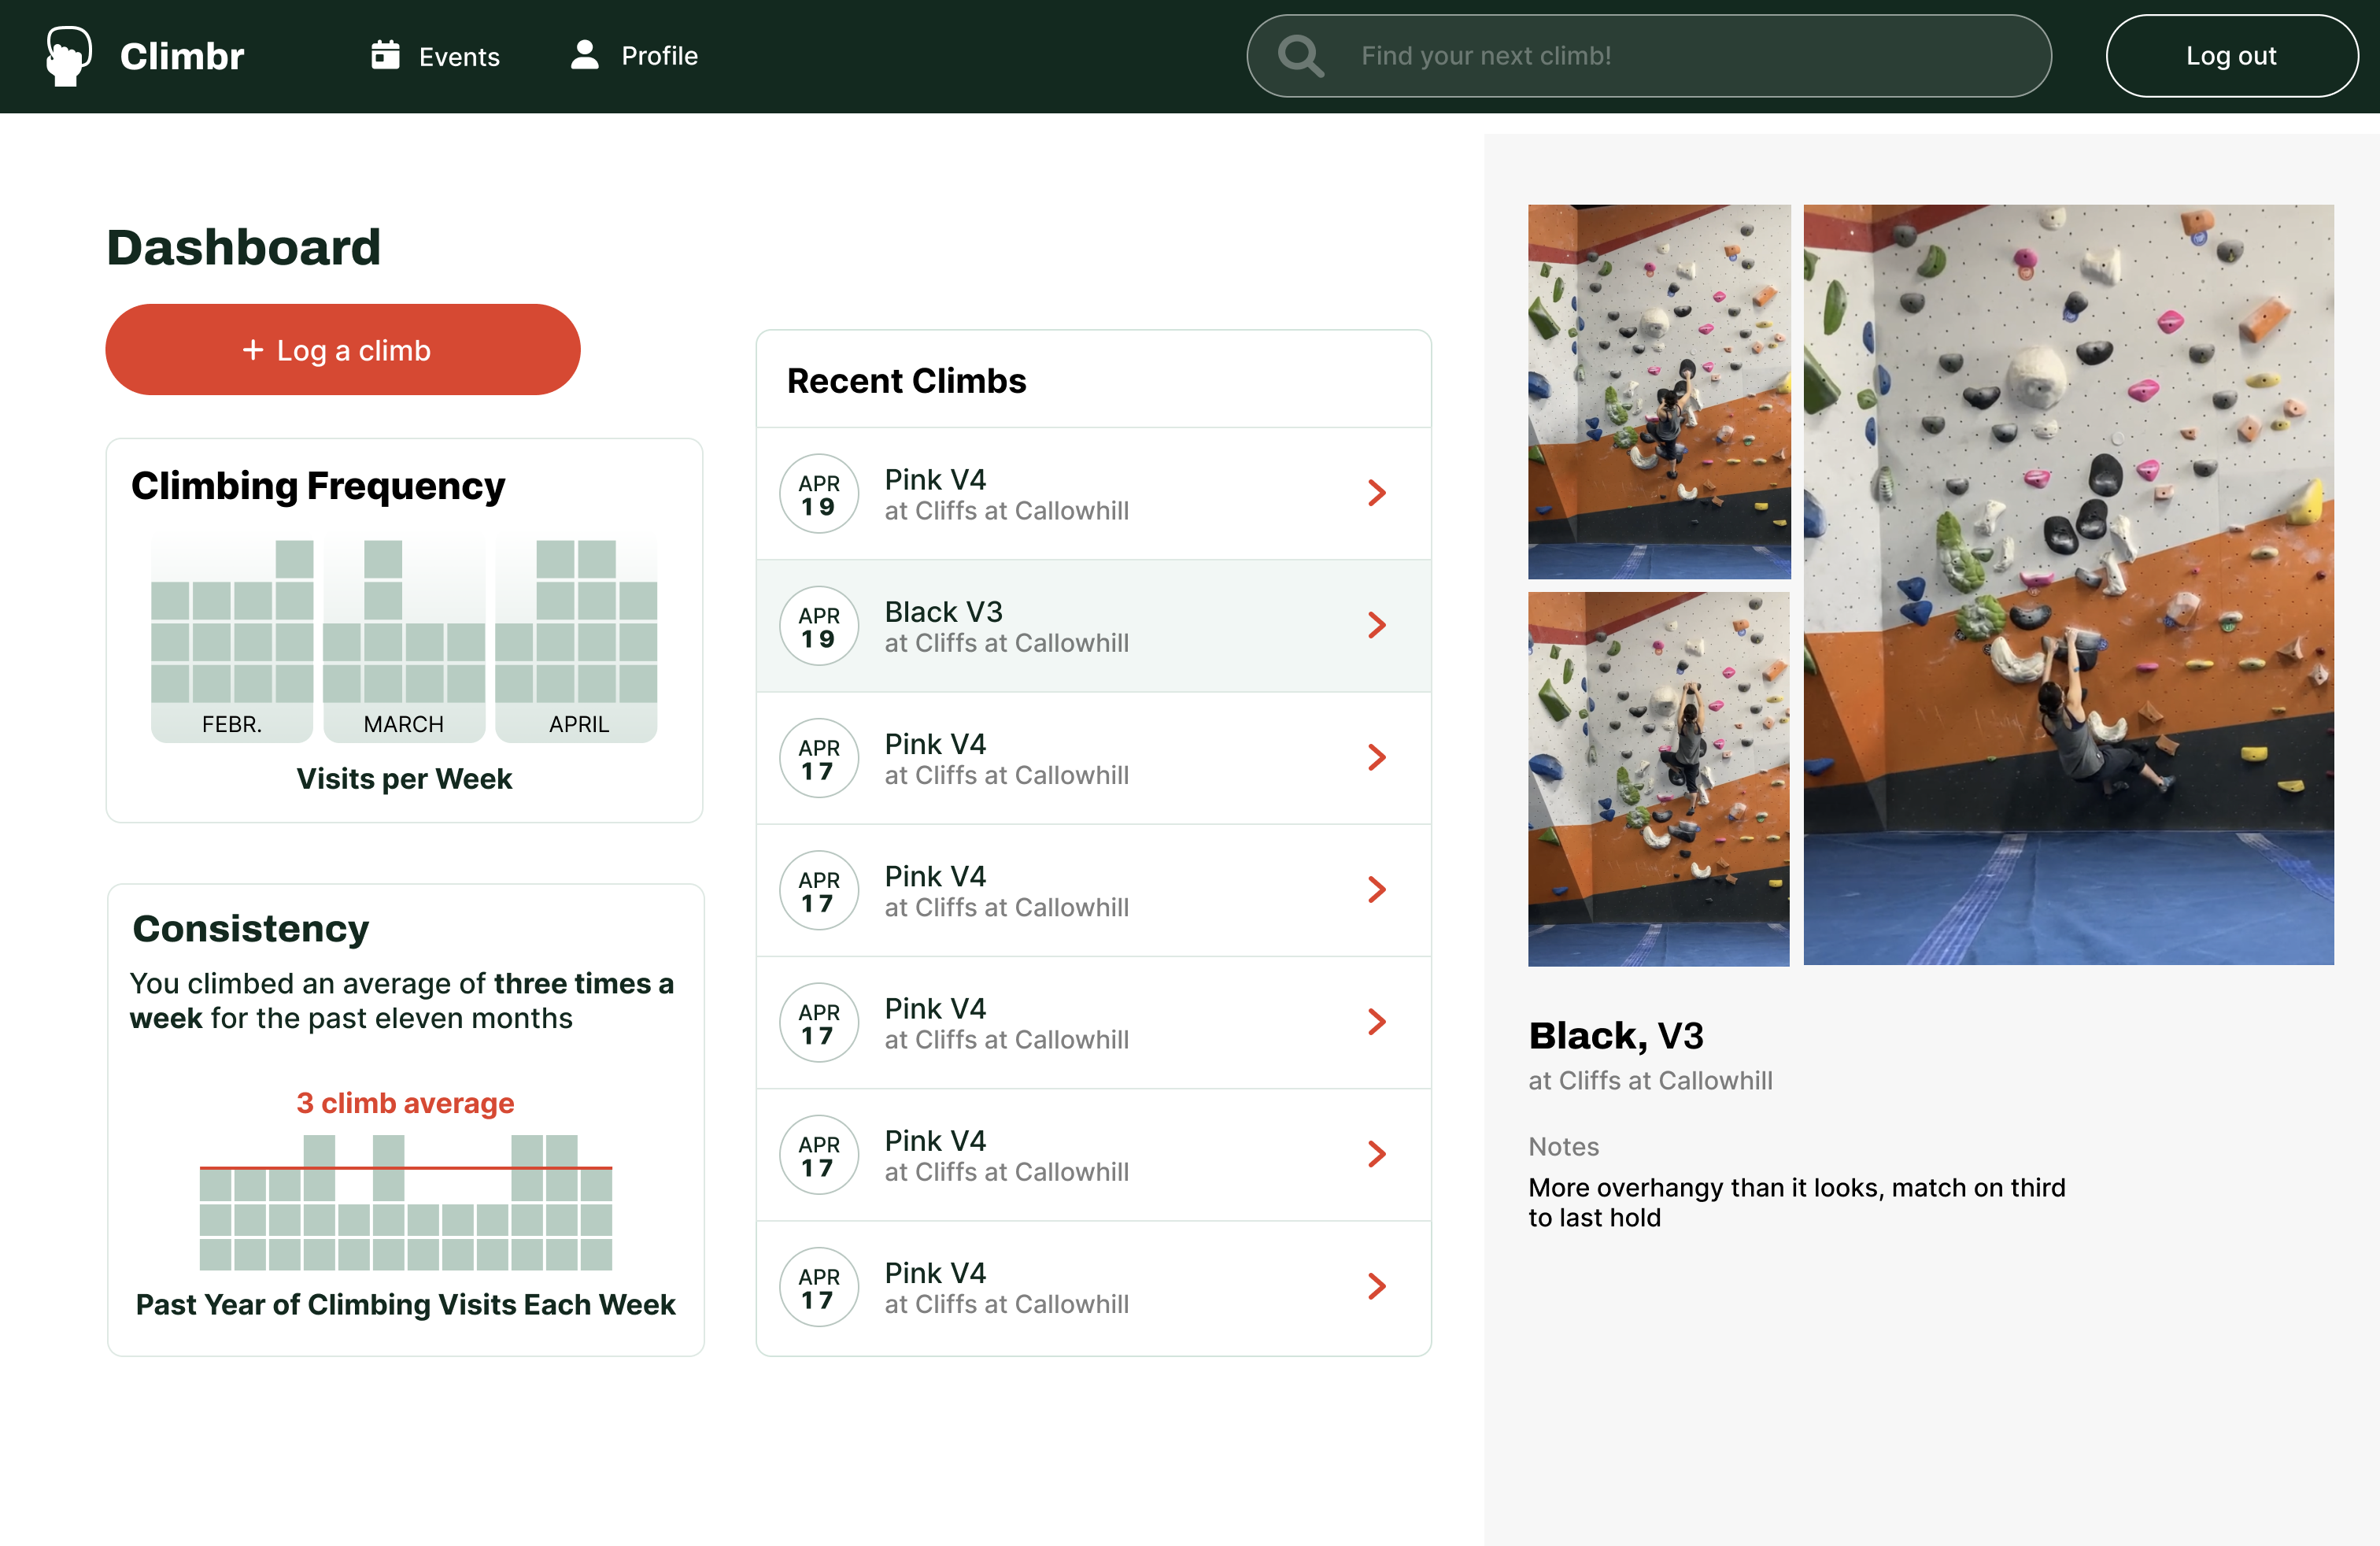 Climbr
Events
Profile
Find your next climb!
Log out
Dashboard
+ Log a climb
Climbing Frequency
FEBR.
MARCH
APRIL
Visits per Week
Consistency
You climbed an average of three times a
week for the past eleven months
3 climb average
Past Year of Climbing Visits Each Week
Recent Climbs
APR
19
Pink V4
at Cliffs at Callowhill
APR
19
Black V3
at Cliffs at Callowhill
APR
17
Pink V4
at Cliffs at Callowhill
APR
17
Pink V4
at Cliffs at Callowhill
APR
17
Pink V4
at Cliffs at Callowhill
APR
17
Pink V4
at Cliffs at Callowhill
APR
17
Pink V4
at Cliffs at Callowhill
Black, V3
at Cliffs at Callowhill
Notes
More overhangy than it looks, match on third
to last hold